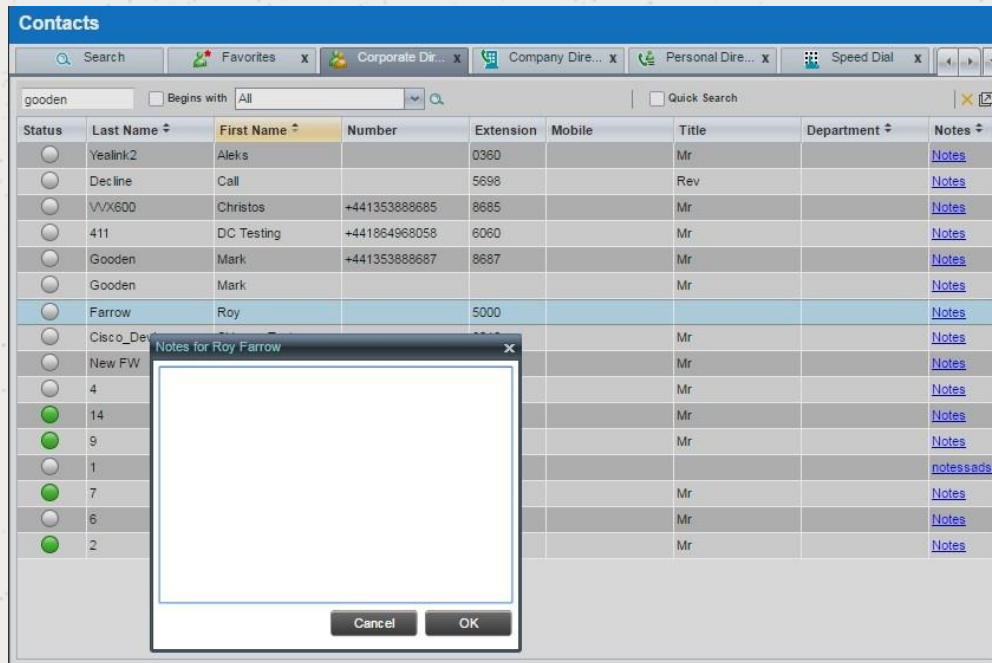 Contacts
Search Favorites x Corporate Dir... x Company Dire... x Personal Dire... x Speed Dial x
gooden Begins with All Quick Search
Status Last Name First Name Number Extension Mobile Title Department Notes
Yealink2 Aleks 0360 Mr Notes
Decline Call 5698 Rev Notes
VVX600 Christos +441353888685 8685 Mr Notes
411 DC Testing +441864968058 6060 Mr Notes
Gooden Mark +441353888687 8687 Mr Notes
Gooden Mark Mr Notes
Farrow Roy 5000 Notes
Mr Notes
Notes for Roy Farrow x
New FW Mr Notes
4 Mr Notes
14 Mr Notes
9 Mr Notes
1 notessads
7 Mr Notes
6 Mr Notes
2 Mr Notes
Cancel OK